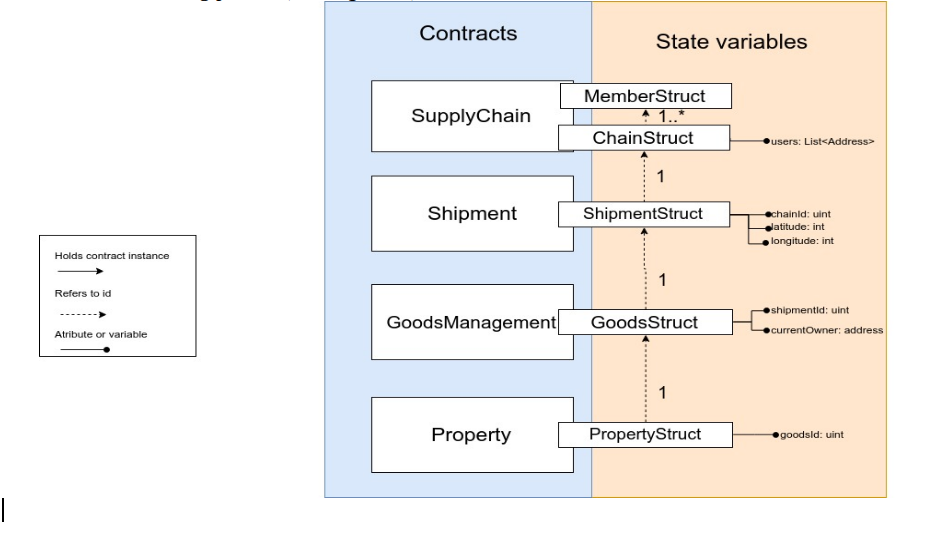 Contracts
State variables
SupplyChain
MemberStruct
1..*
ChainStruct
users: List<Address>
1
Shipment
ShipmentStruct
chainId: uint
latitude: int
longitude: int
1
GoodsManagement
GoodsStruct
shipmentId: uint
currentOwner: address
1
Property
PropertyStruct
goodsId: uint
Holds contract instance
Refers to id
Atribute or variable